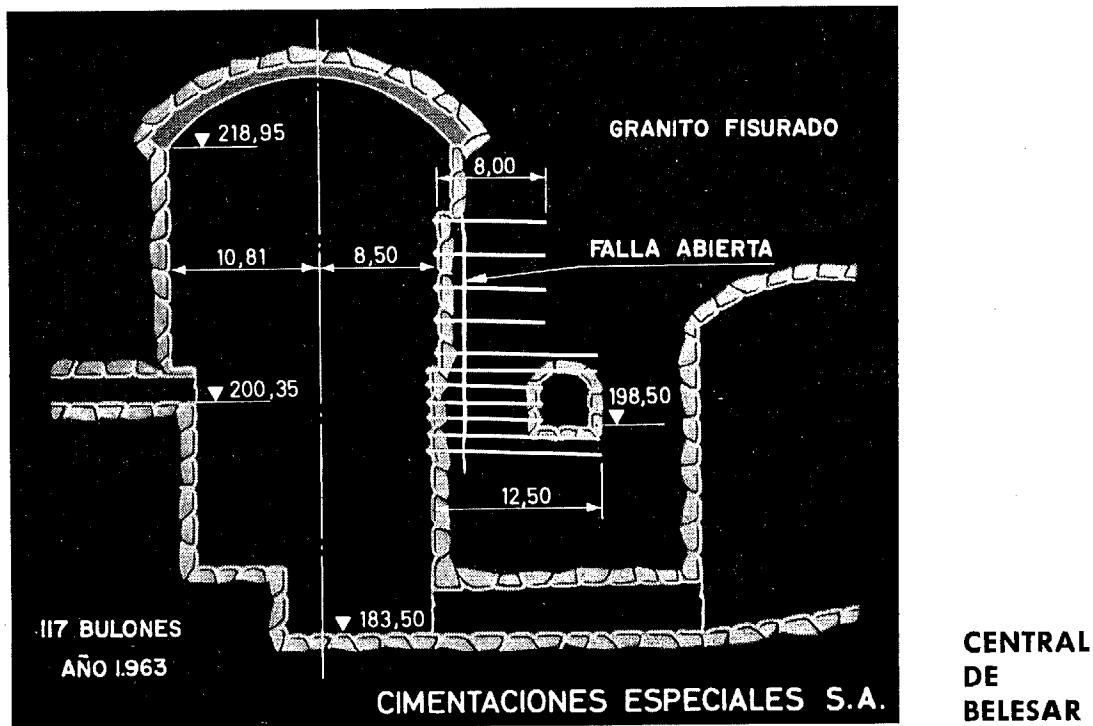 218,95
GRANITO FISURADO
8,00
FALLA ABIERTA
10,81
8,50
200,35
198,50
12,50
183,50
117 BULONES
AÑO 1.963
CIMENTACIONES ESPECIALES S.A.
CENTRAL
DE
BELESAR